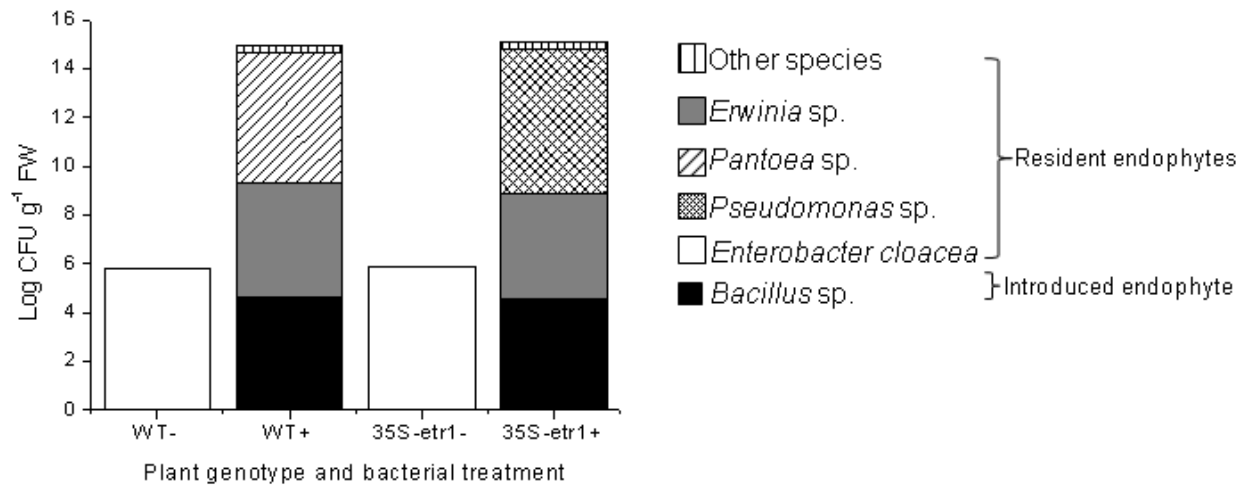 16
14
12
10
8
6
4
2
0
Log CFU g⁻¹ FW
WT-
WT+
35S-etr1-
35S-etr1+
Plant genotype and bacterial treatment
Other species
Erwinia sp.
Pantoea sp.
Pseudomonas sp.
Enterobacter cloacea
Bacillus sp.
Resident endophytes
Introduced endophyte